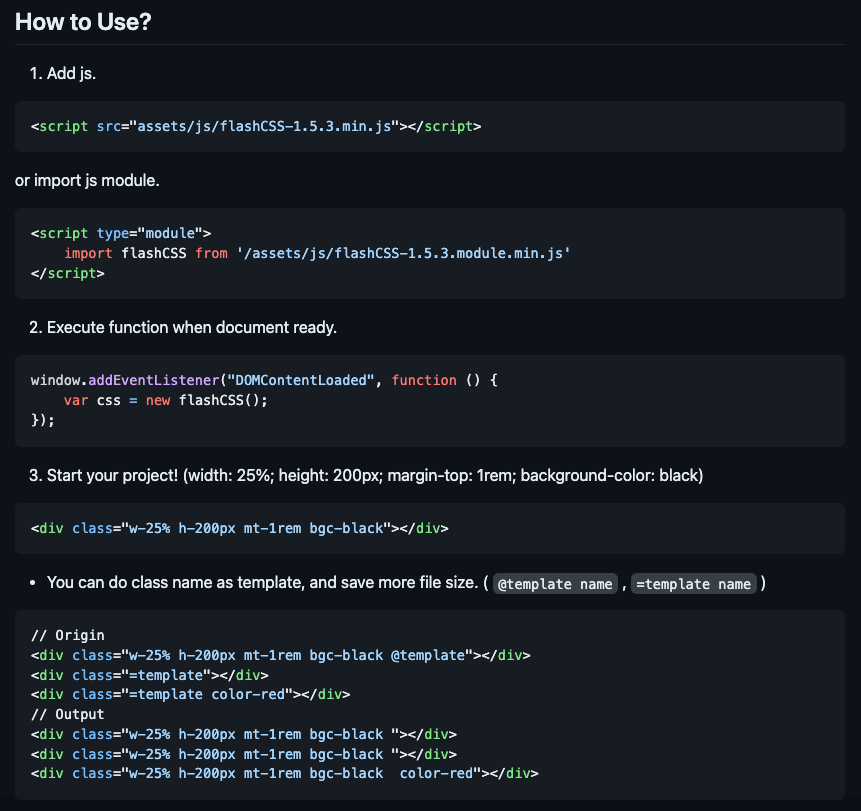 How to Use?
1. Add js.
<script src="assets/js/flashCSS-1.5.3.min.js"></script>
or import js module.
<script type="module">
    import flashCSS from '/assets/js/flashCSS-1.5.3.module.min.js'
</script>
2. Execute function when document ready.
window.addEventListener("DOMContentLoaded", function () {
    var css = new flashCSS();
});
3. Start your project! (width: 25%; height: 200px; margin-top: 1rem; background-color: black)
<div class="w-25% h-200px mt-1rem bgc-black"></div>
• You can do class name as template, and save more file size. ( @template name , =template name )
// Origin
<div class="w-25% h-200px mt-1rem bgc-black @template"></div>
<div class="=template"></div>
<div class="=template color-red"></div>
// Output
<div class="w-25% h-200px mt-1rem bgc-black "></div>
<div class="w-25% h-200px mt-1rem bgc-black "></div>
<div class="w-25% h-200px mt-1rem bgc-black  color-red"></div>